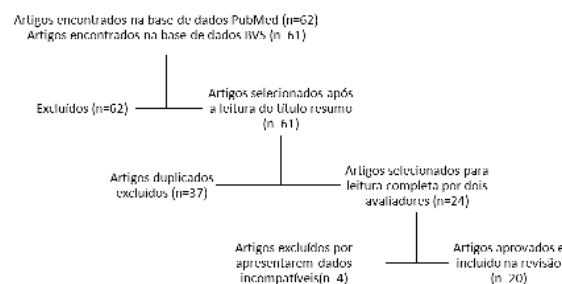 Artigos encontrados na base de dados PubMed (n=62)
Artigos encontrados na base de dados BVS (n 61)
Excluídos (n=62)
Artigos selecionados após
a leitura do título resumo
(n 61)
Artigos duplicados
excluídos (n=37)
Artigos selecionados para
leitura completa por dois
avaliadores (n=24)
Artigos excluídos por
apresentarem dados
incompatíveis(n 4)
Artigos aprovados e
incluido na revisão
(n 20)